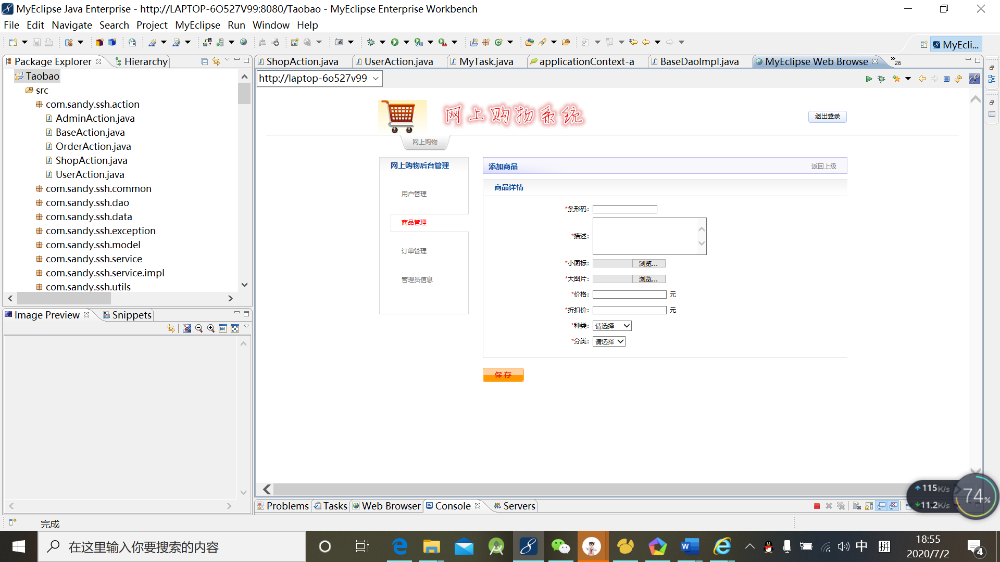 MyEclipse Java Enterprise - http://LAPTOP-6O527V99:8080/Taobao - MyEclipse Enterprise Workbench
File Edit Navigate Search Project MyEclipse Run Window Help
MyEcli...
Package Explorer Hierarchy
ShopAction.java UserAction.java MyTask.java applicationContext-a BaseDaoImpl.java MyEclipse Web Browse »26
http://laptop-6o527v99
Taobao
src
com.sandy.ssh.action
AdminAction.java
BaseAction.java
OrderAction.java
ShopAction.java
UserAction.java
com.sandy.ssh.common
com.sandy.ssh.dao
com.sandy.ssh.data
com.sandy.ssh.exception
com.sandy.ssh.model
com.sandy.ssh.service
com.sandy.ssh.service.impl
com.sandy.ssh.utils
Image Preview Snippets
网上购物系统
退出登录
网上购物
网上购物后台管理
用户管理
商品管理
订单管理
管理员信息
添加商品 返回上级
商品详情
*条形码:
*描述:
*小图标: 浏览...
*大图片: 浏览...
*价格: 元
*折扣价: 元
*种类: 请选择
*分类: 请选择
保 存
Problems Tasks Web Browser Console Servers
115K/s
11.2K/s
74%
完成
在这里输入你要搜索的内容
中 拼
18:55
2020/7/2
4